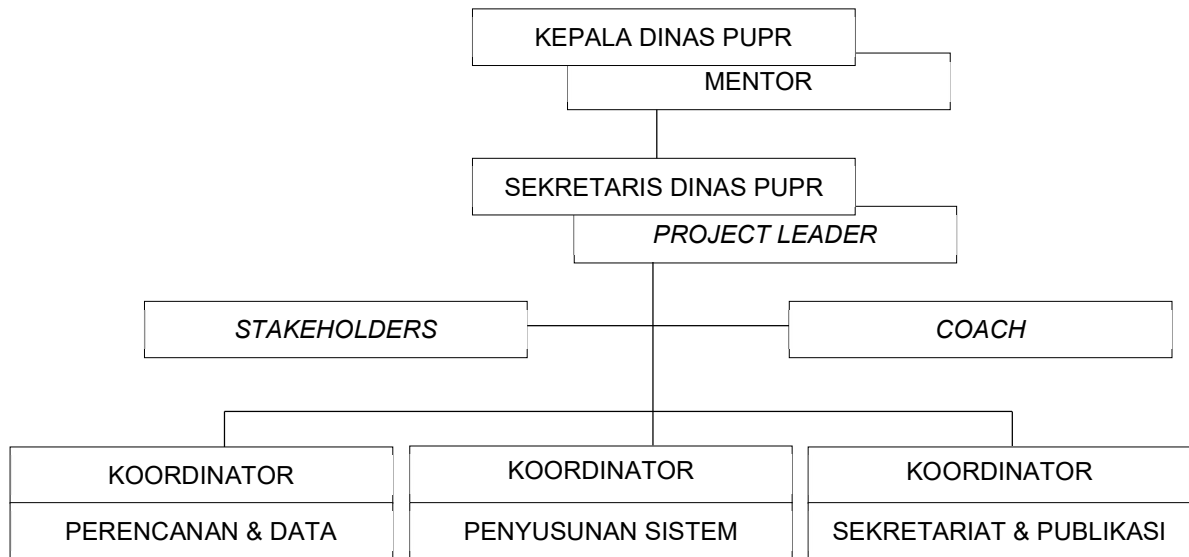 KEPALA DINAS PUPR
MENTOR
SEKRETARIS DINAS PUPR
PROJECT LEADER
STAKEHOLDERS
COACH
KOORDINATOR
PERENCANAN & DATA
KOORDINATOR
PENYUSUNAN SISTEM
KOORDINATOR
SEKRETARIAT & PUBLIKASI